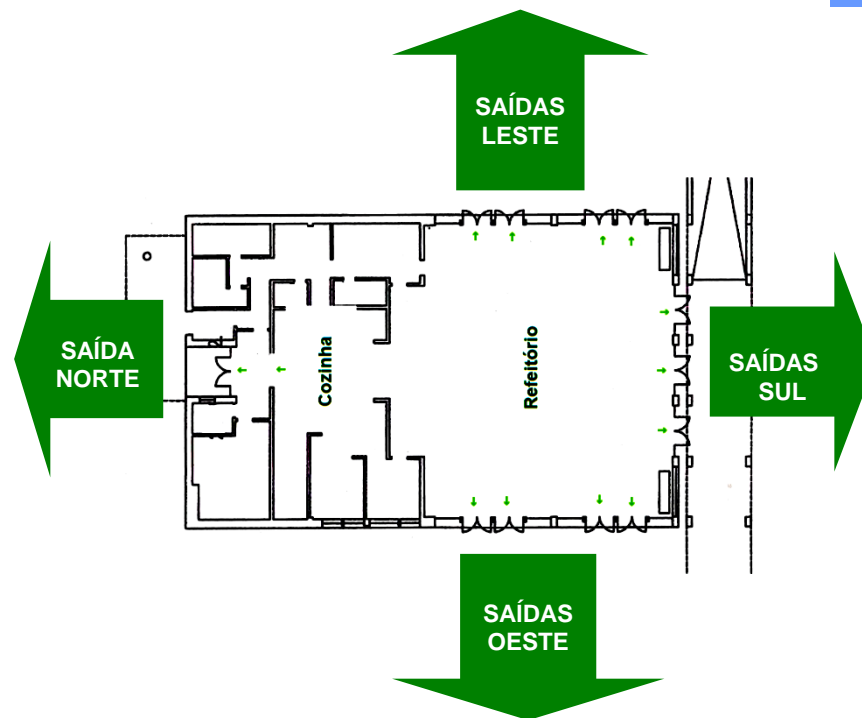 SAÍDAS
LESTE
SAÍDA
NORTE
Cozinha
Refeitório
SAÍDAS
SUL
SAÍDAS
OESTE